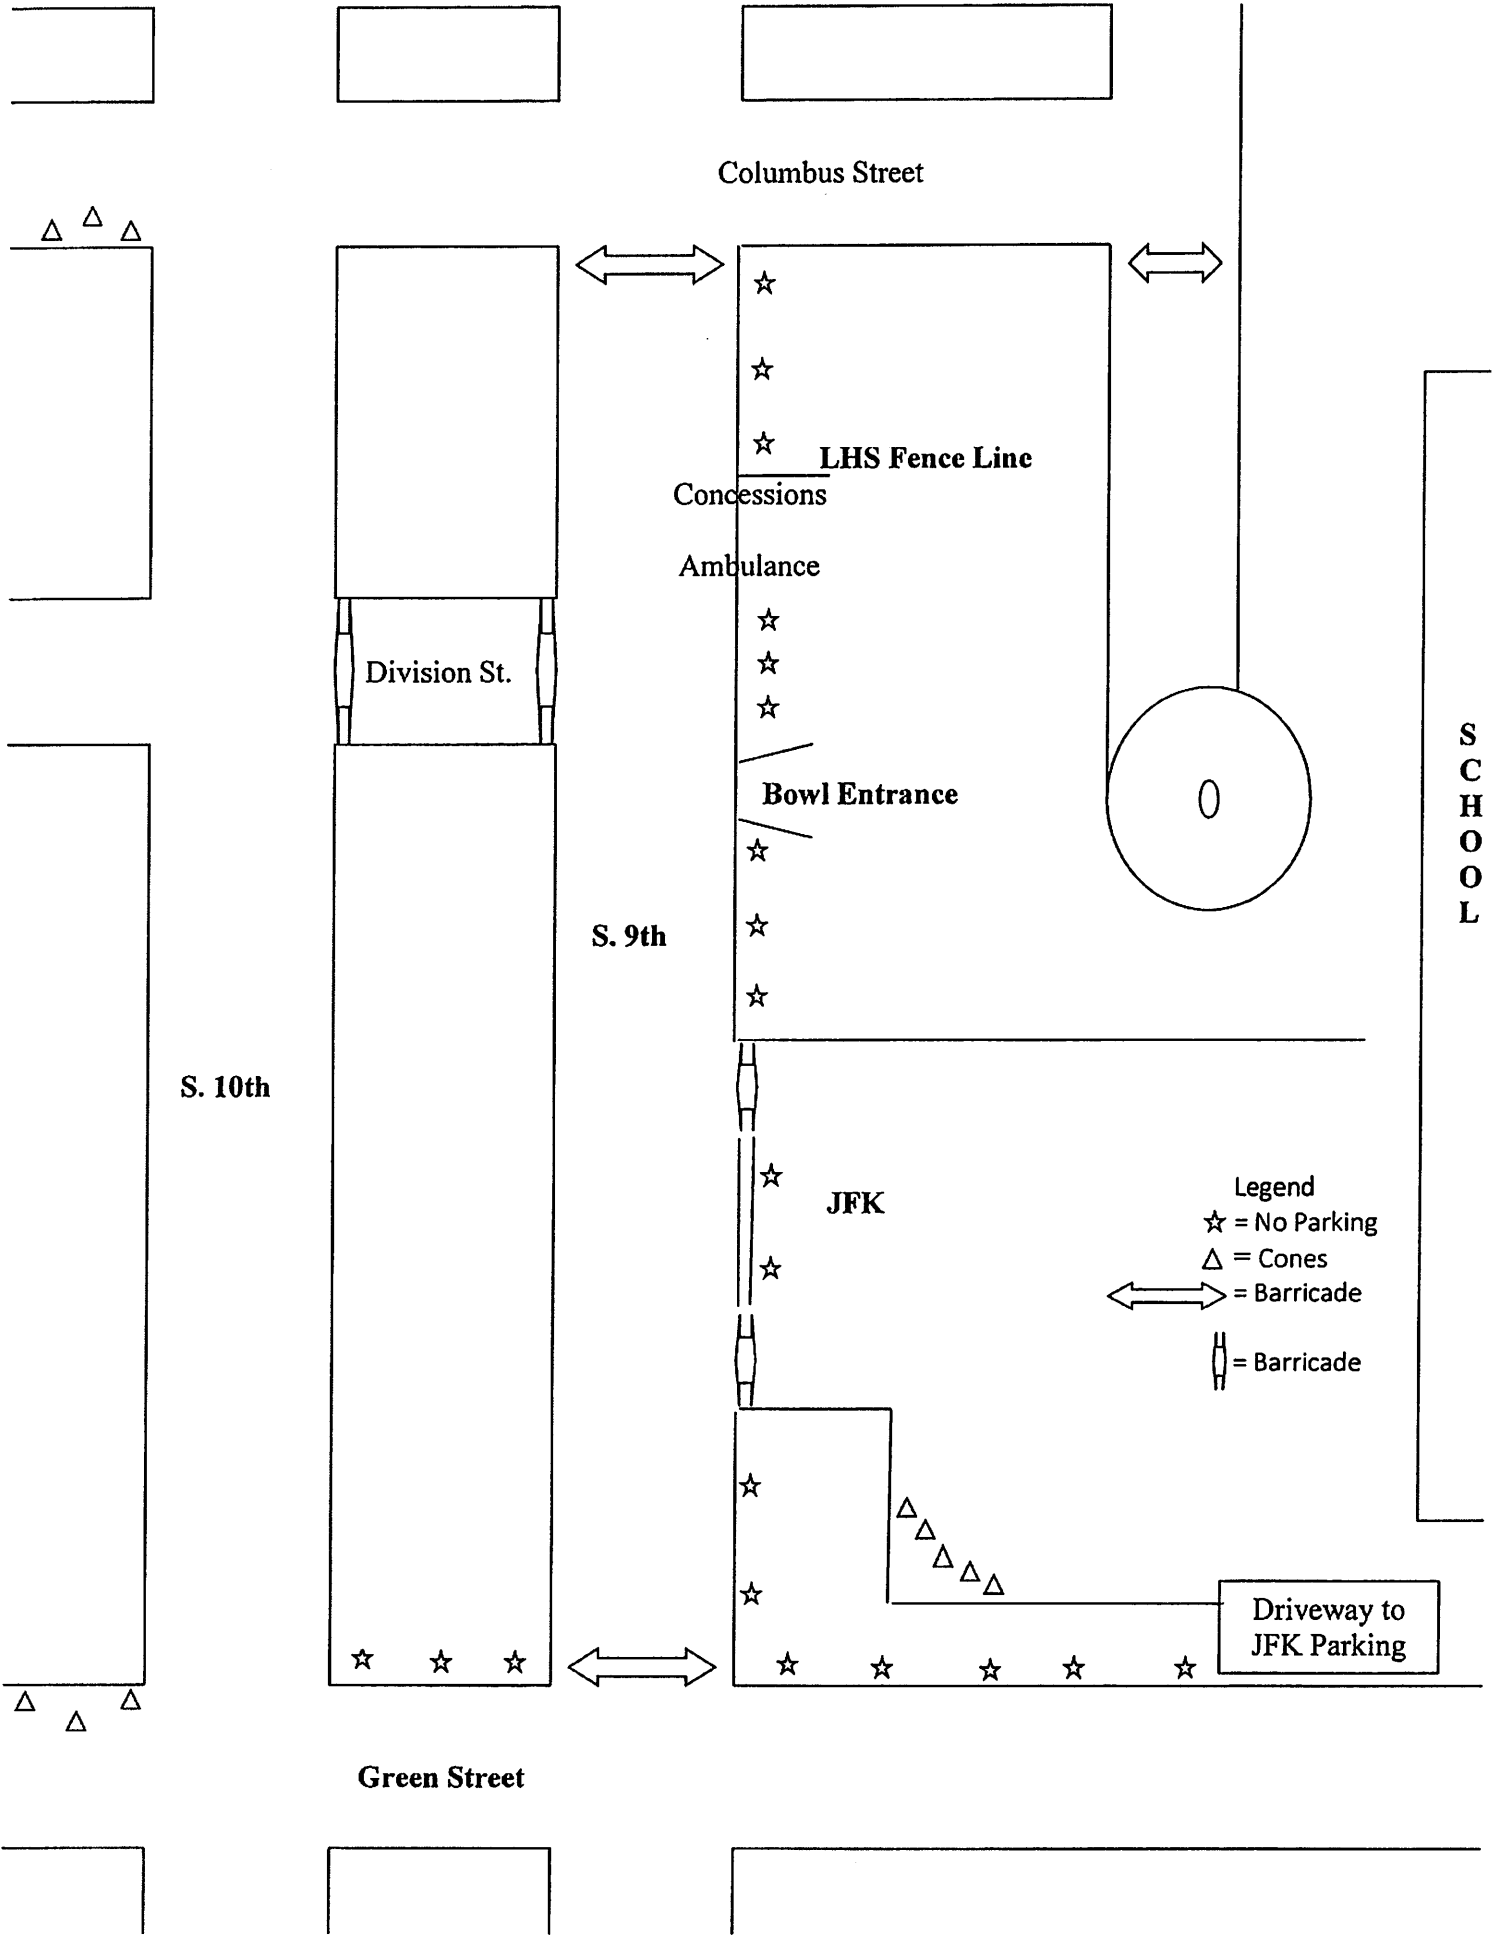 Columbus Street
LHS Fence Line
Concessions
Ambulance
Division St.
Bowl Entrance
S
C
H
O
O
L
S. 9th
S. 10th
JFK
Legend
= No Parking
= Cones
= Barricade
= Barricade
Driveway to
JFK Parking
Green Street